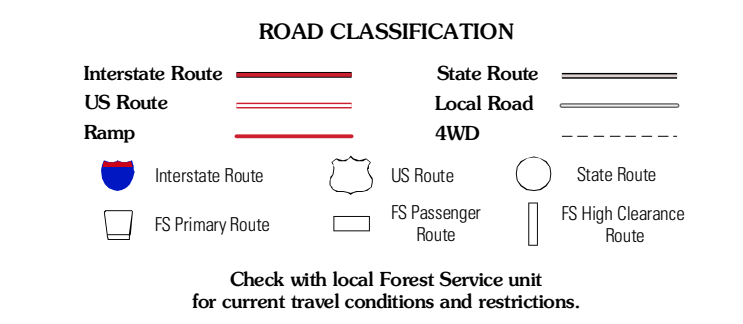 ROAD CLASSIFICATION
Interstate Route
State Route
US Route
Local Road
Ramp
4WD
Interstate Route
US Route
State Route
FS Primary Route
FS Passenger
Route
FS High Clearance
Route
Check with local Forest Service unit
for current travel conditions and restrictions.